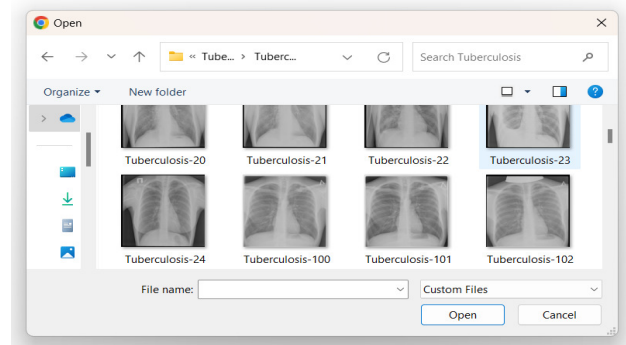 Open
« Tube... › Tuberc...
Search Tuberculosis
Organize
New folder
Tuberculosis-20 Tuberculosis-21 Tuberculosis-22 Tuberculosis-23
Tuberculosis-24 Tuberculosis-100 Tuberculosis-101 Tuberculosis-102
File name:
Custom Files
Open Cancel